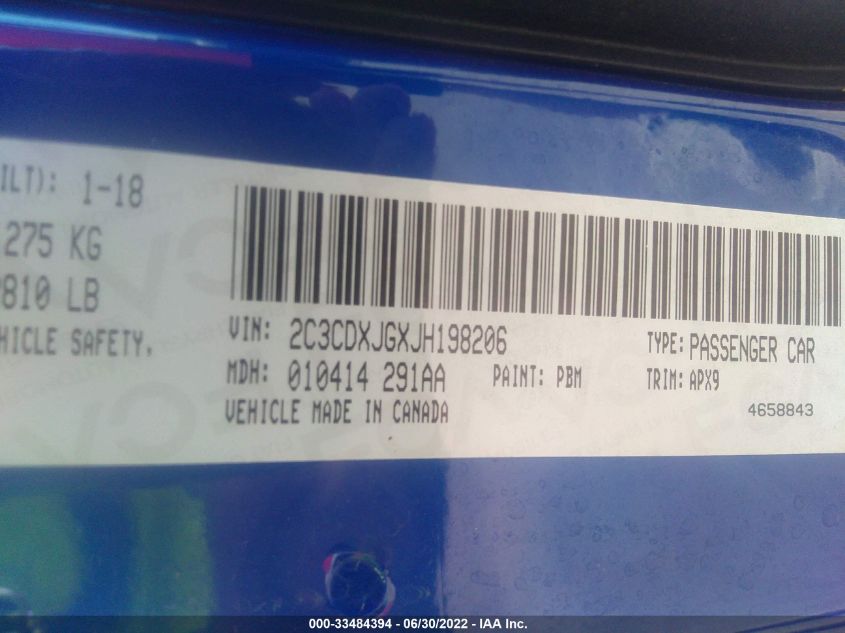 ILT): 1-18
275 KG
810 LB
HICLE SAFETY,
VIN: 2C3CDXJGXJH198206 TYPE: PASSENGER CAR
MDH: 010414 291AA PAINT: PBM TRIM: APX9
VEHICLE MADE IN CANADA 4658843
000-33484394 - 06/30/2022 - IAA Inc.